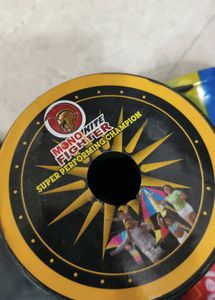 MONO KITE
FIGHTER
SUPER PERFORMING CHAMPION